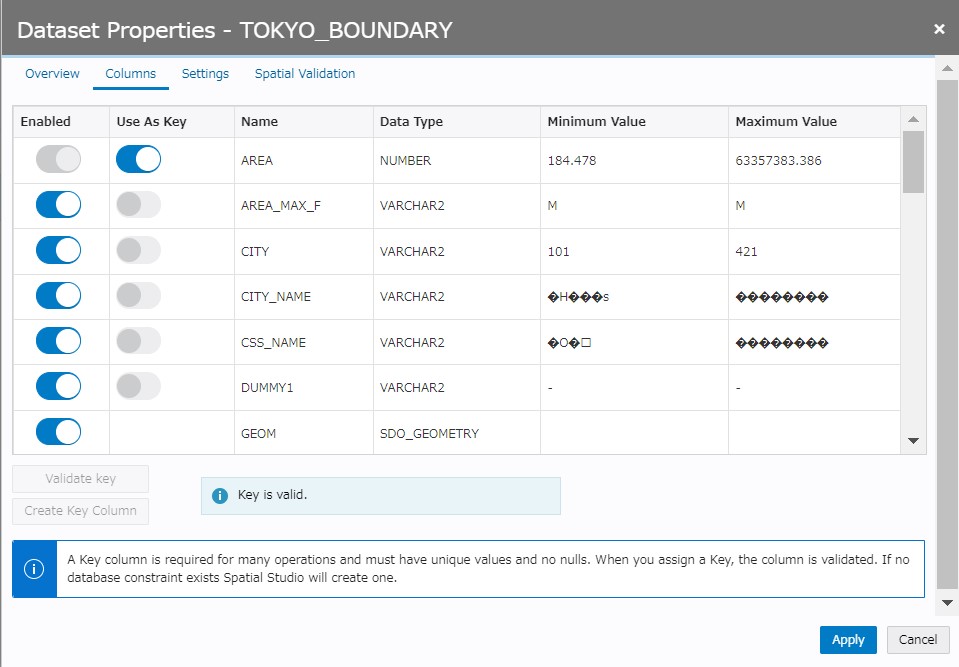 Dataset Properties - TOKYO_BOUNDARY
Overview Columns Settings Spatial Validation
Enabled Use As Key Name Data Type Minimum Value Maximum Value
AREA NUMBER 184.478 63357383.386
AREA_MAX_F VARCHAR2 M M
CITY VARCHAR2 101 421
CITY_NAME VARCHAR2 �H���s ��������
CSS_NAME VARCHAR2 �O�□ ��������
DUMMY1 VARCHAR2 - -
GEOM SDO_GEOMETRY
Validate key
Key is valid.
Create Key Column
A Key column is required for many operations and must have unique values and no nulls. When you assign a Key, the column is validated. If no
database constraint exists Spatial Studio will create one.
Apply Cancel